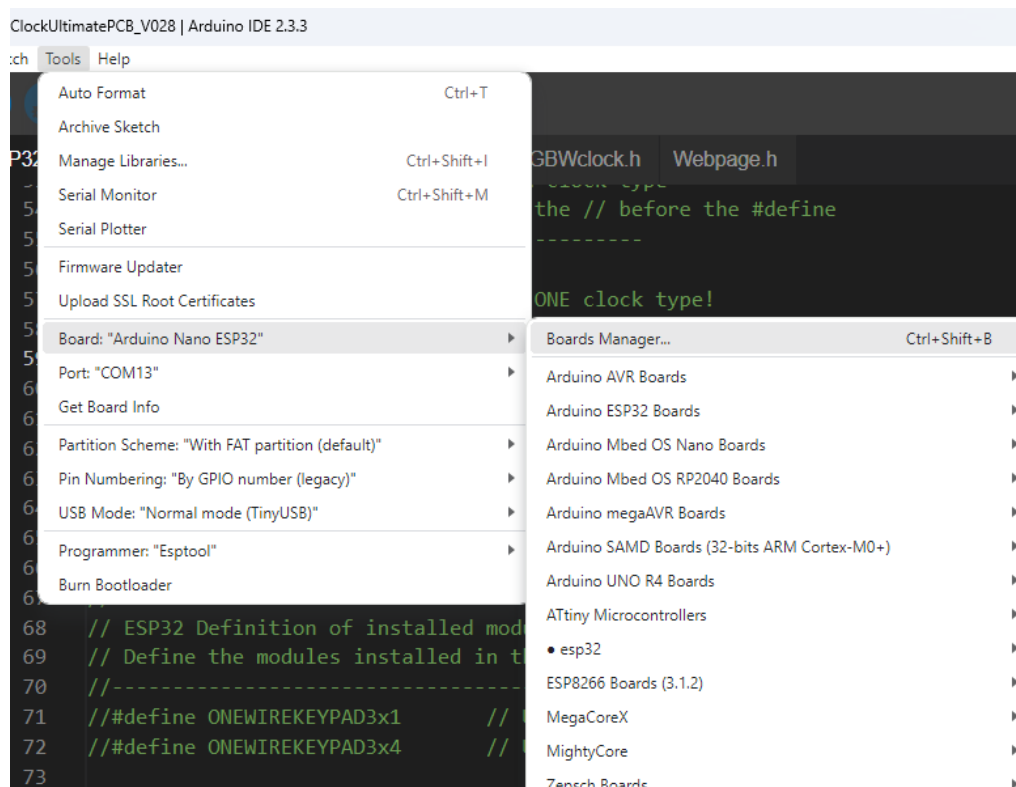 ClockUltimatePCB_V028 | Arduino IDE 2.3.3
Tools Help
Auto Format Ctrl+T
Archive Sketch
Manage Libraries... Ctrl+Shift+I
Serial Monitor Ctrl+Shift+M
Serial Plotter
Firmware Updater
Upload SSL Root Certificates
Board: "Arduino Nano ESP32"
Port: "COM13"
Get Board Info
Partition Scheme: "With FAT partition (default)"
Pin Numbering: "By GPIO number (legacy)"
USB Mode: "Normal mode (TinyUSB)"
Programmer: "Esptool"
Burn Bootloader
Boards Manager... Ctrl+Shift+B
Arduino AVR Boards
Arduino ESP32 Boards
Arduino Mbed OS Nano Boards
Arduino Mbed OS RP2040 Boards
Arduino megaAVR Boards
Arduino SAMD Boards (32-bits ARM Cortex-M0+)
Arduino UNO R4 Boards
ATtiny Microcontrollers
● esp32
ESP8266 Boards (3.1.2)
MegaCoreX
MightyCore
Zensch Boards
GBWclock.h Webpage.h
clock type
the // before the #define
---------
ONE clock type!
68 // ESP32 Definition of installed mod
69 // Define the modules installed in t
70 //-----------------------------------
71 //#define ONEWIREKEYPAD3x1 //
72 //#define ONEWIREKEYPAD3x4 //
73